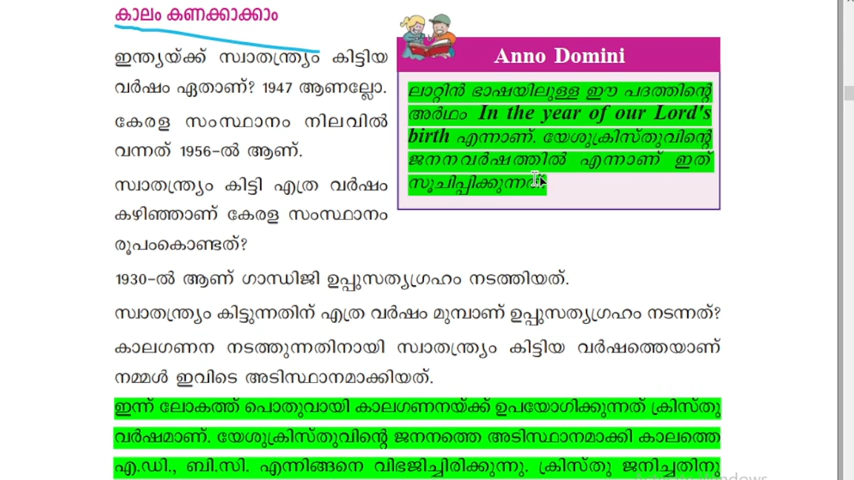 കാലം കണക്കാക്കാം
ഇന്ത്യയ്ക്ക് സ്വാതന്ത്ര്യം കിട്ടിയ
വർഷം ഏതാണ്? 1947 ആണല്ലോ.
കേരള സംസ്ഥാനം നിലവിൽ
വന്നത് 1956-ൽ ആണ്.
സ്വാതന്ത്ര്യം കിട്ടി എത്ര വർഷം
കഴിഞ്ഞാണ് കേരള സംസ്ഥാനം
രൂപംകൊണ്ടത്?
Anno Domini
ലാറ്റിൻ ഭാഷയിലുള്ള ഈ പദത്തിന്റെ
അർഥം In the year of our Lord's
birth എന്നാണ്. യേശുക്രിസ്തുവിന്റെ
ജനനവർഷത്തിൽ എന്നാണ് ഇത്
സൂചിപ്പിക്കുന്നത്.
1930-ൽ ആണ് ഗാന്ധിജി ഉപ്പുസത്യഗ്രഹം നടത്തിയത്.
സ്വാതന്ത്ര്യം കിട്ടുന്നതിന് എത്ര വർഷം മുമ്പാണ് ഉപ്പുസത്യഗ്രഹം നടന്നത്?
കാലഗണന നടത്തുന്നതിനായി സ്വാതന്ത്ര്യം കിട്ടിയ വർഷത്തെയാണ്
നമ്മൾ ഇവിടെ അടിസ്ഥാനമാക്കിയത്.
ഇന്ന് ലോകത്ത് പൊതുവായി കാലഗണനയ്ക്ക് ഉപയോഗിക്കുന്നത് ക്രിസ്തു
വർഷമാണ്. യേശുക്രിസ്തുവിന്റെ ജനനത്തെ അടിസ്ഥാനമാക്കി കാലത്തെ
എ.ഡി., ബി.സി. എന്നിങ്ങനെ വിഭജിച്ചിരിക്കുന്നു. ക്രിസ്തു ജനിച്ചതിനു